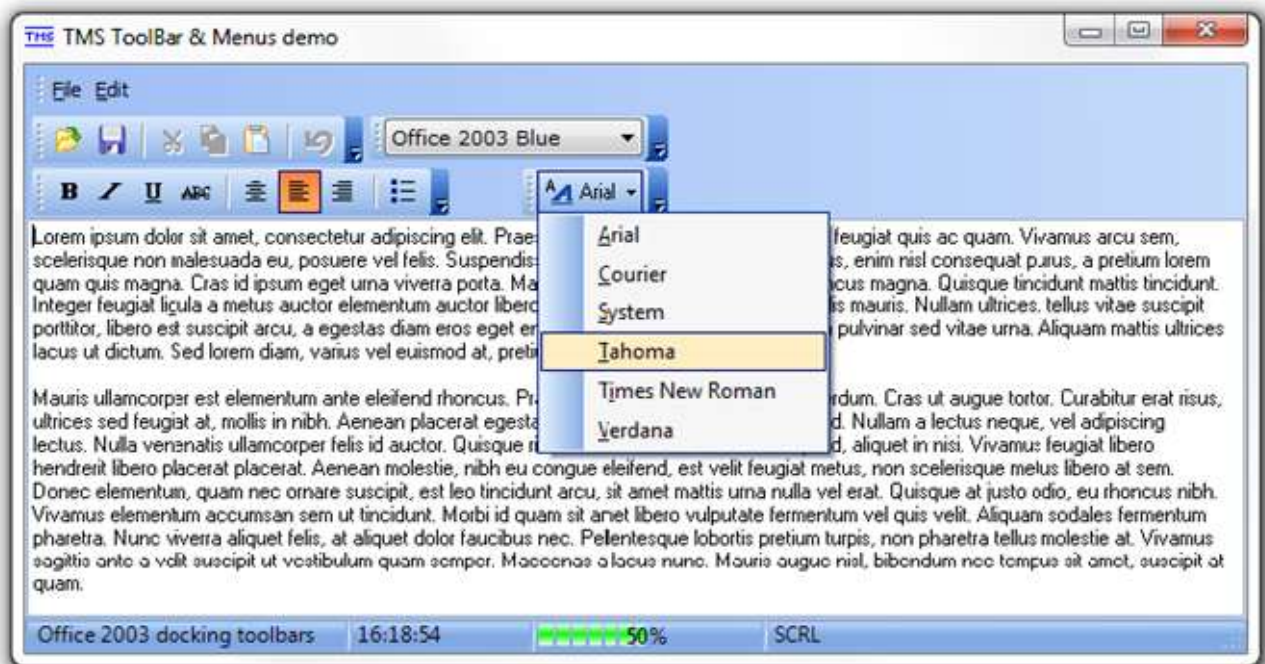 TMS TMS ToolBar & Menus demo
File Edit
Office 2003 Blue
B I U ABC Arial
Arial
Courier
System
Tahoma
Times New Roman
Verdana
Lorem ipsum dolor sit amet, consectetur adipiscing elit. Prae feugiat quis ac quam. Vivamus arcu sem,
scelerisque non malesuada eu, posuere vel felis. Suspendis s, enim nisl consequat purus, a pretium lorem
quam quis magna. Cras id ipsum eget urna viverra porta. Ma cus magna. Quisque tincidunt mattis tincidunt.
Integer feugiat ligula a metus auctor elementum auctor liberc is mauris. Nullam ultrices, tellus vitae suscipit
porttitor, libero est suscipit arcu, a egestas diam eros eget er pulvinar sed vitae urna. Aliquam mattis ultrices
lacus ut dictum. Sed lorem diam, varius vel euismod at, preti
Mauris ullamcorper est elementum ante eleifend rhoncus. Pr rdum. Cras ut augue tortor. Curabitur erat risus,
ultrices sed feugiat at, mollis in nibh. Aenean placerat egesta d. Nullam a lectus neque, vel adipiscing
lectus. Nulla venenatis ullamcorper felis id auctor. Quisque d, aliquet in nisi. Vivamus feugiat libero
hendrerit libero placerat placerat. Aenean molestie, nibh eu congue eleifend, est velit feugiat metus, non scelerisque metus libero at sem.
Donec elementum, quam nec ornare suscipit, est leo tincidunt arcu, sit amet mattis urna nulla vel erat. Quisque at justo odio, eu rhoncus nibh.
Vivamus elementum accumsan sem ut tincidunt. Morbi id quam sit amet libero vulputate fermentum vel quis velit. Aliquam sodales fermentum
pharetra. Nunc viverra aliquet felis, at aliquet dolor faucibus nec. Pellentesque lobortis pretium turpis, non pharetra tellus molestie at. Vivamus
sagittis ante a velit suscipit ut vestibulum quam semper. Maecenas a lacus nunc. Mauris augue nisl, bibendum nec tempus sit amet, suscipit at
quam.
Office 2003 docking toolbars 16:18:54 50% SCRL